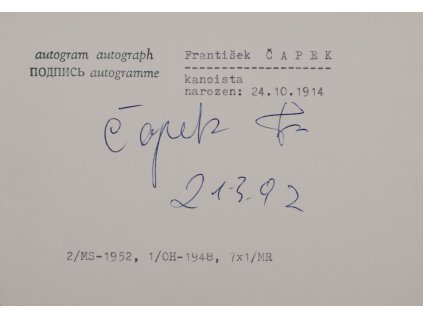 autogram autograph
ПОДПИСЬ autogramme
František ČAPEK
kanoista
narozen: 24.10.1914
Čapek Fr
21.3.92
2/MS-1952, 1/OH-1948, 7x1/MR